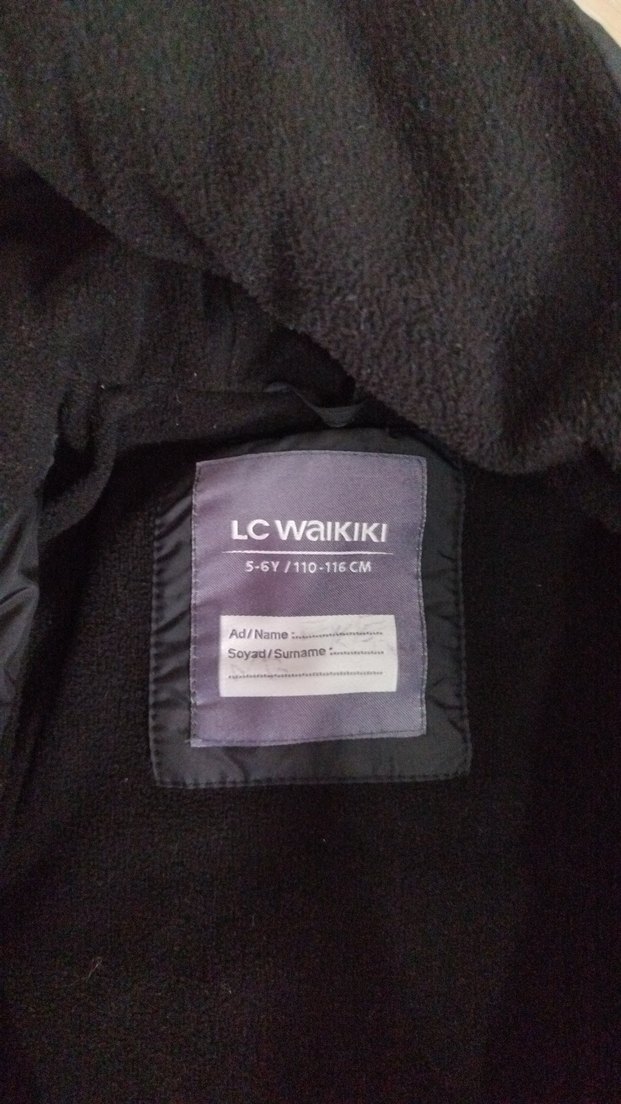 LC WAIKIKI
5-6Y / 110-116 CM
Ad/Name :....................
Soyad/Surname :............
..................................